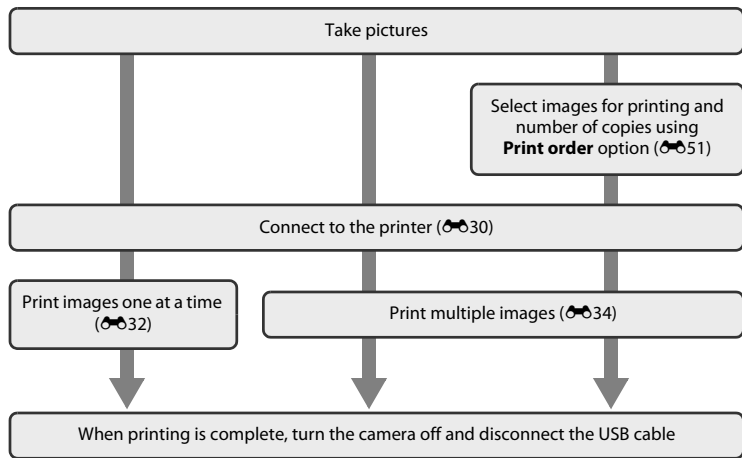 Take pictures
Select images for printing and
number of copies using
Print order option (51)
Connect to the printer (30)
Print images one at a time
(32)
Print multiple images (34)
When printing is complete, turn the camera off and disconnect the USB cable